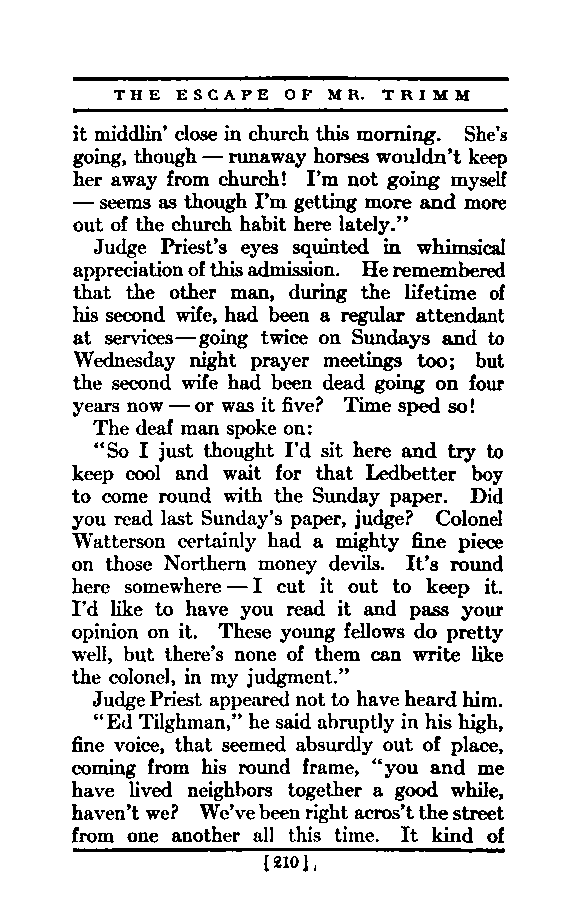 THE ESCAPE OF MR. TRIMM
it middlin' close in church this morning. She's
going, though — runaway horses wouldn't keep
her away from church! I'm not going myself
— seems as though I'm getting more and more
out of the church habit here lately."
Judge Priest's eyes squinted in whimsical
appreciation of this admission. He remembered
that the other man, during the lifetime of
his second wife, had been a regular attendant
at services—going twice on Sundays and to
Wednesday night prayer meetings too; but
the second wife had been dead going on four
years now — or was it five? Time sped so!
The deaf man spoke on:
"So I just thought I'd sit here and try to
keep cool and wait for that Ledbetter boy
to come round with the Sunday paper. Did
you read last Sunday's paper, judge? Colonel
Watterson certainly had a mighty fine piece
on those Northern money devils. It's round
here somewhere — I cut it out to keep it.
I'd like to have you read it and pass your
opinion on it. These young fellows do pretty
well, but there's none of them can write like
the colonel, in my judgment."
Judge Priest appeared not to have heard him.
"Ed Tilghman," he said abruptly in his high,
fine voice, that seemed absurdly out of place,
coming from his round frame, "you and me
have lived neighbors together a good while,
haven't we? We've been right acros't the street
from one another all this time. It kind of
[210]